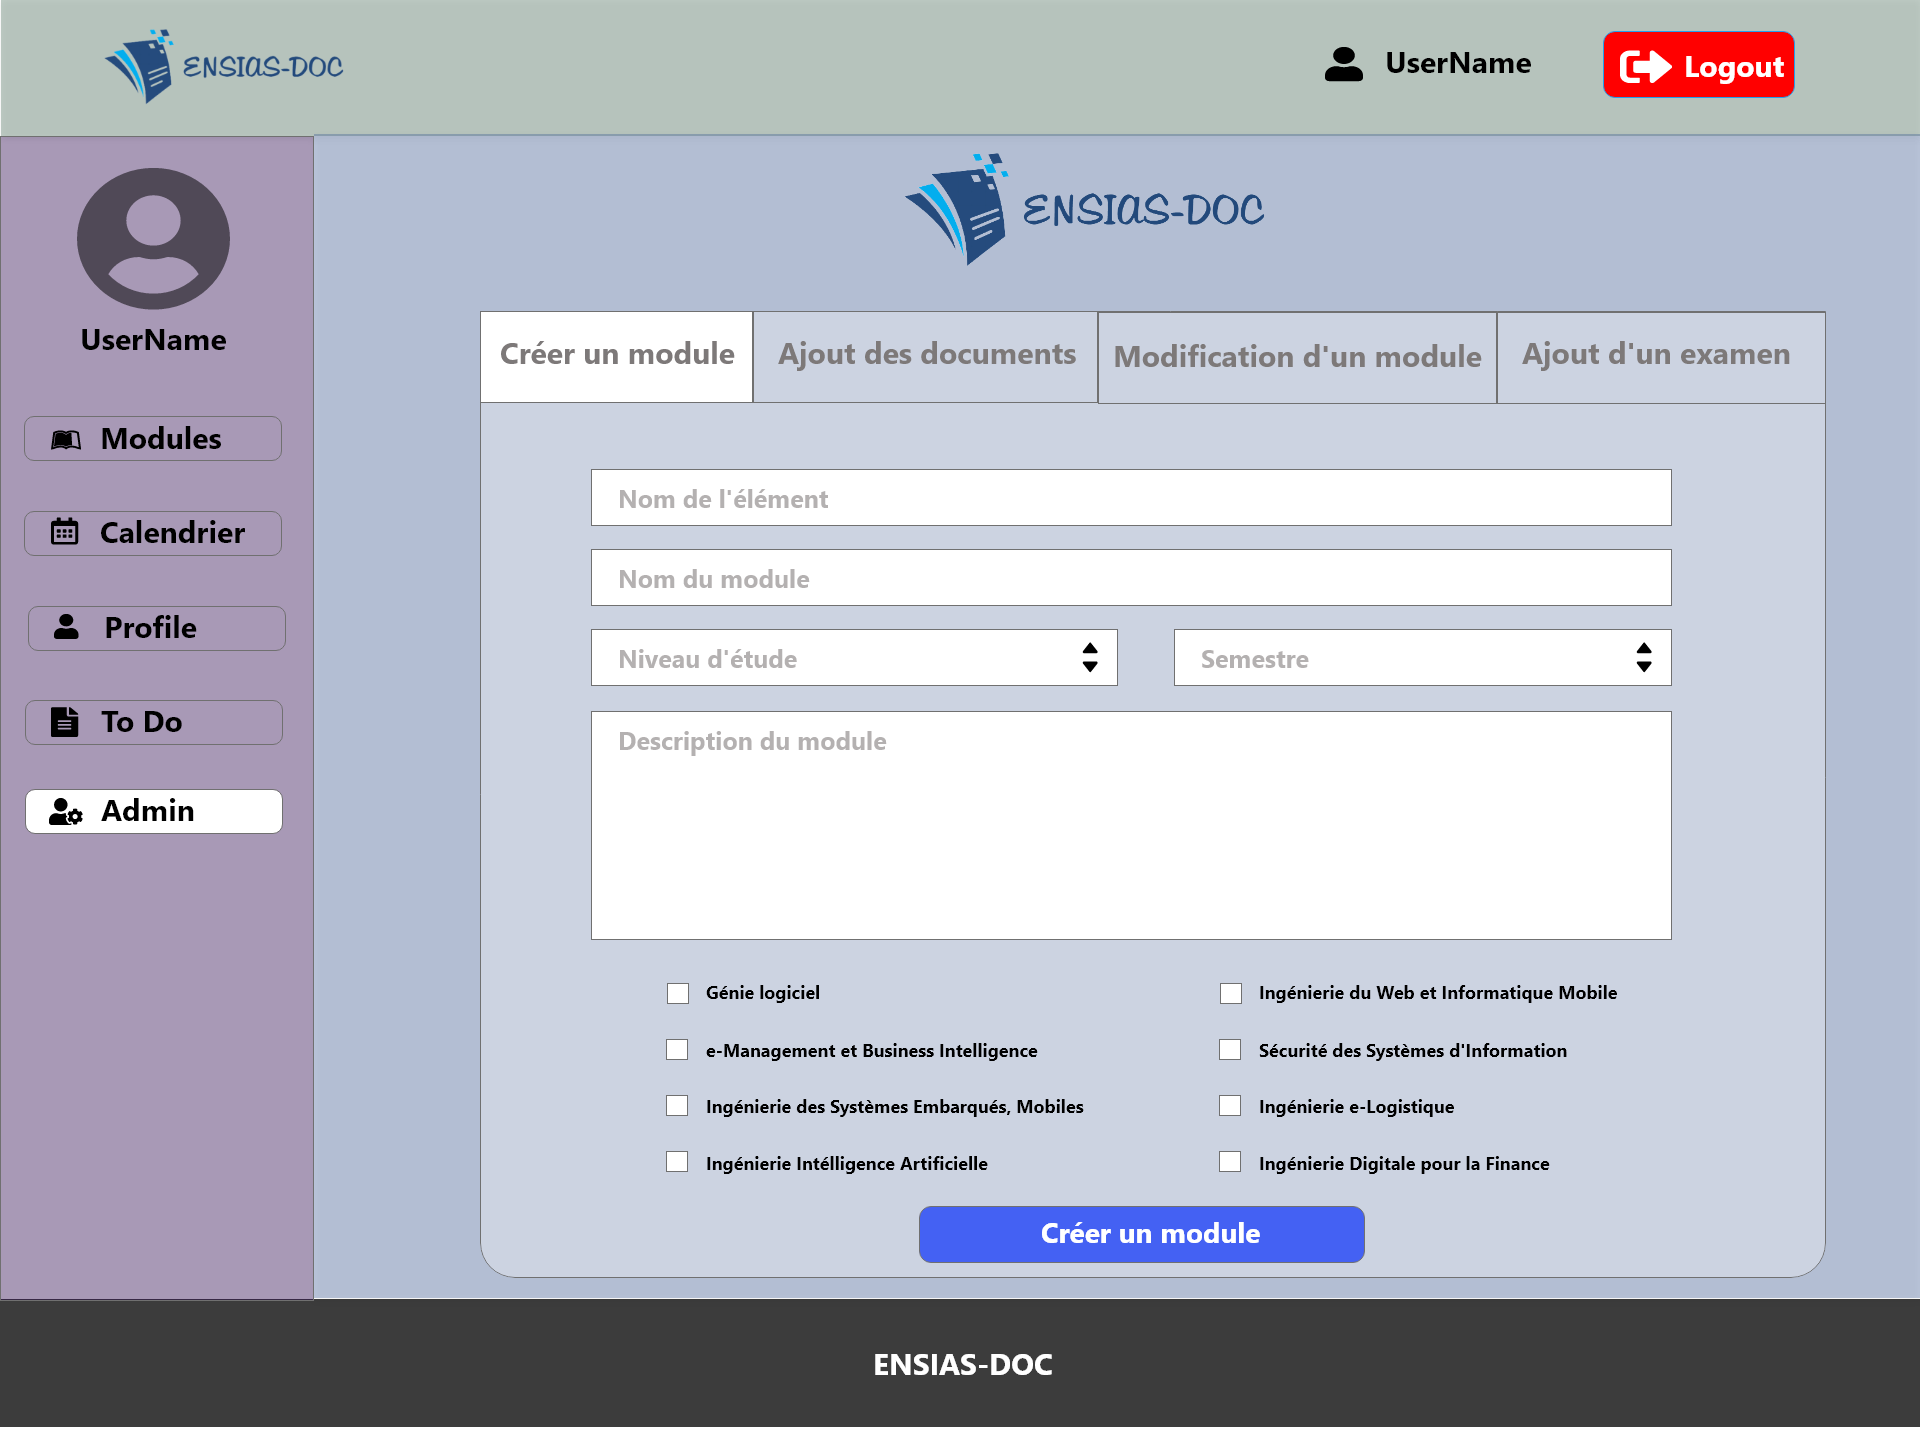 ENSIAS-DOC
UserName
Logout
UserName
Modules
Calendrier
Profile
To Do
Admin
ENSIAS-DOC
Créer un module
Ajout des documents
Modification d'un module
Ajout d'un examen
Nom de l'élément
Nom du module
Niveau d'étude
Semestre
Description du module
Génie logiciel
Ingénierie du Web et Informatique Mobile
e-Management et Business Intelligence
Sécurité des Systèmes d'Information
Ingénierie des Systèmes Embarqués, Mobiles
Ingénierie e-Logistique
Ingénierie Intélligence Artificielle
Ingénierie Digitale pour la Finance
Créer un module
ENSIAS-DOC